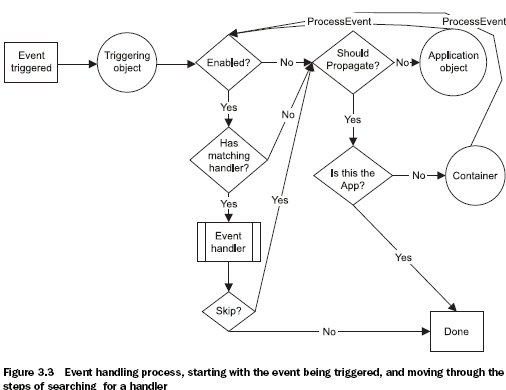 ProcessEvent
ProcessEvent
Event
triggered
Triggering
object
Enabled?
No
Should
Propagate?
No
Application
object
Yes
No
Yes
Has
matching
handler?
Is this the
App?
No
Container
Yes
Yes
Event
handler
Yes
Skip?
No
Done
Figure 3.3 Event handling process, starting with the event being triggered, and moving through the
steps of searching for a handler